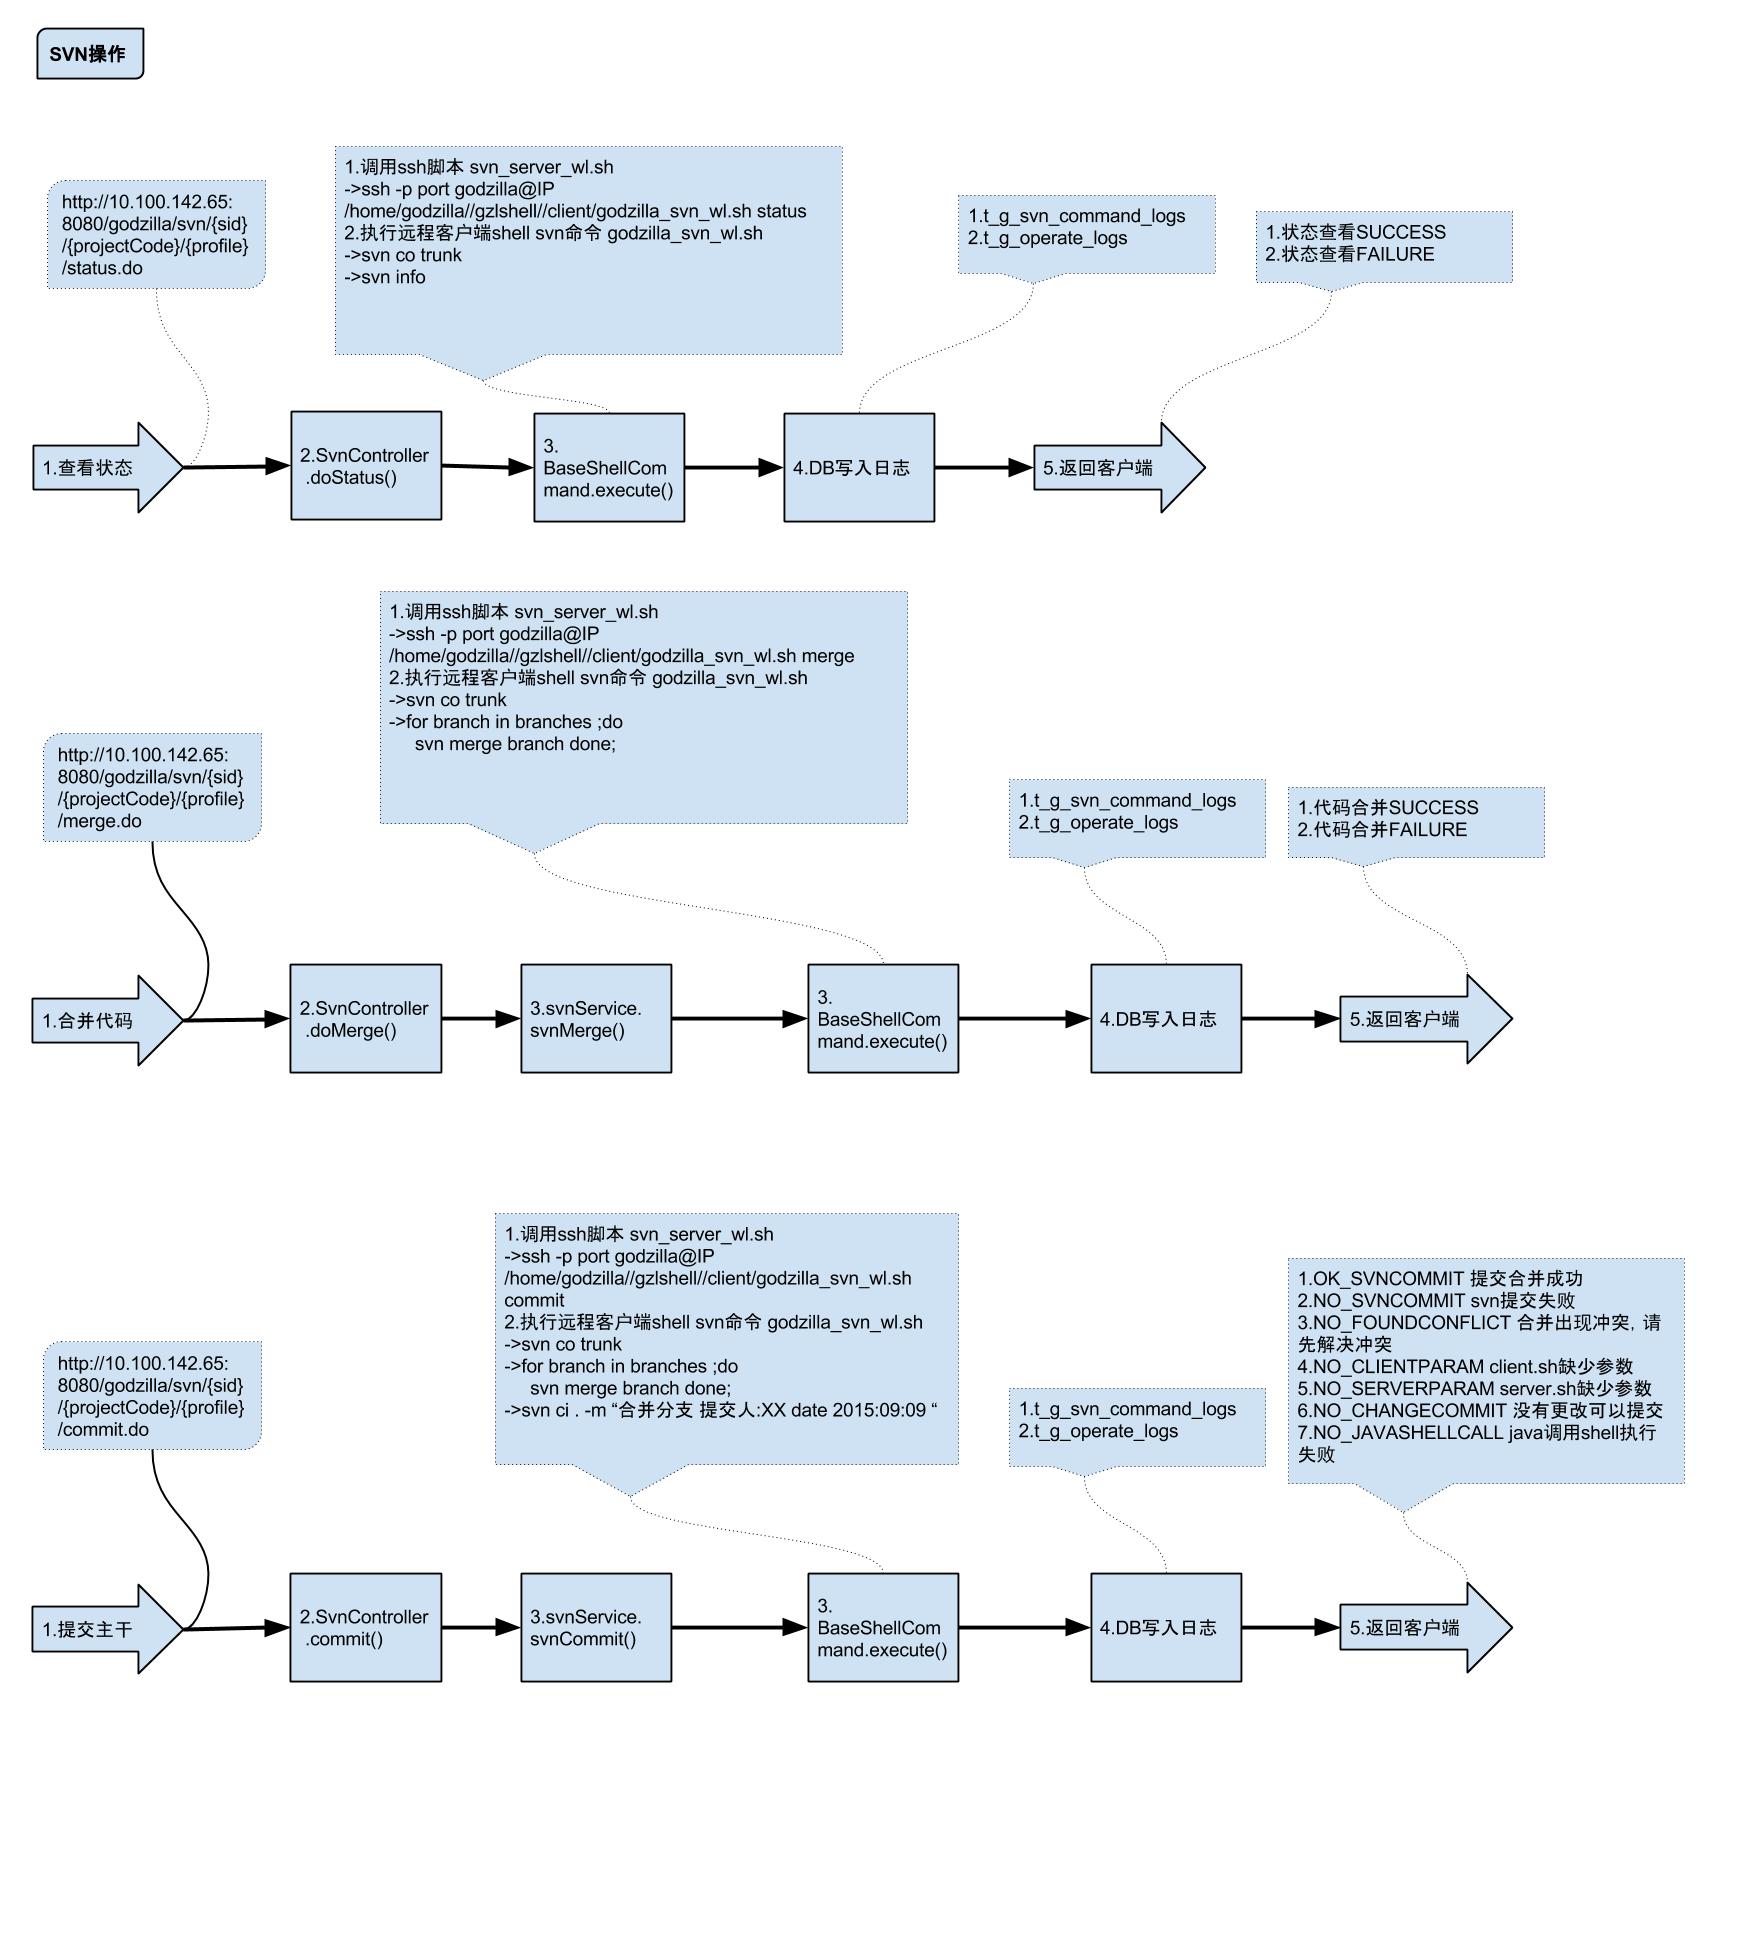 SVN操作
http://10.100.142.65:
8080/godzilla/svn/{sid}
/{projectCode}/{profile}
/status.do
1.调用ssh脚本 svn_server_wl.sh
->ssh -p port godzilla@IP
/home/godzilla//gzlshell//client/godzilla_svn_wl.sh status
2.执行远程客户端shell svn命令 godzilla_svn_wl.sh
->svn co trunk
->svn info
1.t_g_svn_command_logs
2.t_g_operate_logs
1.状态查看SUCCESS
2.状态查看FAILURE
1.查看状态
2.SvnController
.doStatus()
3.
BaseShellCom
mand.execute()
4.DB写入日志
5.返回客户端
1.调用ssh脚本 svn_server_wl.sh
->ssh -p port godzilla@IP
/home/godzilla//gzlshell//client/godzilla_svn_wl.sh merge
2.执行远程客户端shell svn命令 godzilla_svn_wl.sh
->svn co trunk
->for branch in branches ;do
svn merge branch done;
http://10.100.142.65:
8080/godzilla/svn/{sid}
/{projectCode}/{profile}
/merge.do
1.t_g_svn_command_logs
2.t_g_operate_logs
1.代码合并SUCCESS
2.代码合并FAILURE
1.合并代码
2.SvnController
.doMerge()
3.svnService.
svnMerge()
3.
BaseShellCom
mand.execute()
4.DB写入日志
5.返回客户端
1.调用ssh脚本 svn_server_wl.sh
->ssh -p port godzilla@IP
/home/godzilla//gzlshell//client/godzilla_svn_wl.sh
commit
2.执行远程客户端shell svn命令 godzilla_svn_wl.sh
->svn co trunk
->for branch in branches ;do
svn merge branch done;
->svn ci . -m “合并分支 提交人:XX date 2015:09:09 “
http://10.100.142.65:
8080/godzilla/svn/{sid}
/{projectCode}/{profile}
/commit.do
1.t_g_svn_command_logs
2.t_g_operate_logs
1.OK_SVNCOMMIT 提交合并成功
2.NO_SVNCOMMIT svn提交失败
3.NO_FOUNDCONFLICT 合并出现冲突，请
先解决冲突
4.NO_CLIENTPARAM client.sh缺少参数
5.NO_SERVERPARAM server.sh缺少参数
6.NO_CHANGECOMMIT 没有更改可以提交
7.NO_JAVASHELLCALL java调用shell执行
失败
1.提交主干
2.SvnController
.commit()
3.svnService.
svnCommit()
3.
BaseShellCom
mand.execute()
4.DB写入日志
5.返回客户端